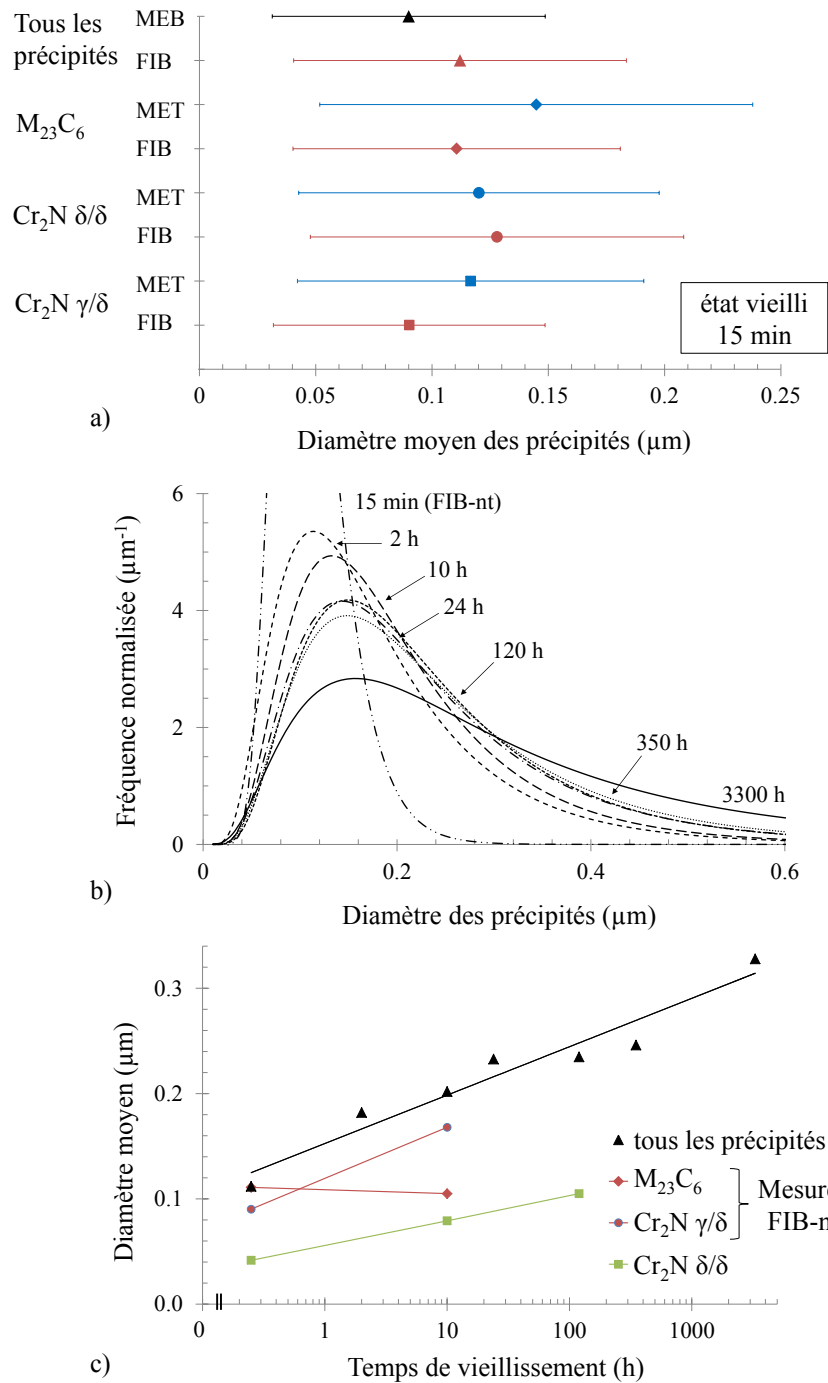 Tous les
précipités
MEB
FIB
M23C6
MET
FIB
Cr2N δ/δ
MET
FIB
Cr2N γ/δ
MET
FIB
état vieilli
15 min
0 0.05 0.1 0.15 0.2 0.25
a)
Diamètre moyen des précipités (µm)
Fréquence normalisée (µm-1)
6
4
2
0
15 min (FIB-nt)
2 h
10 h
24 h
120 h
350 h
3300 h
0 0.2 0.4 0.6
b)
Diamètre des précipités (µm)
Diamètre moyen (µm)
0.3
0.2
0.1
0.0
tous les précipités
M23C6
Cr2N γ/δ
Mesur
FIB-n
Cr2N δ/δ
0 1 10 100 1000
c)
Temps de vieillissement (h)